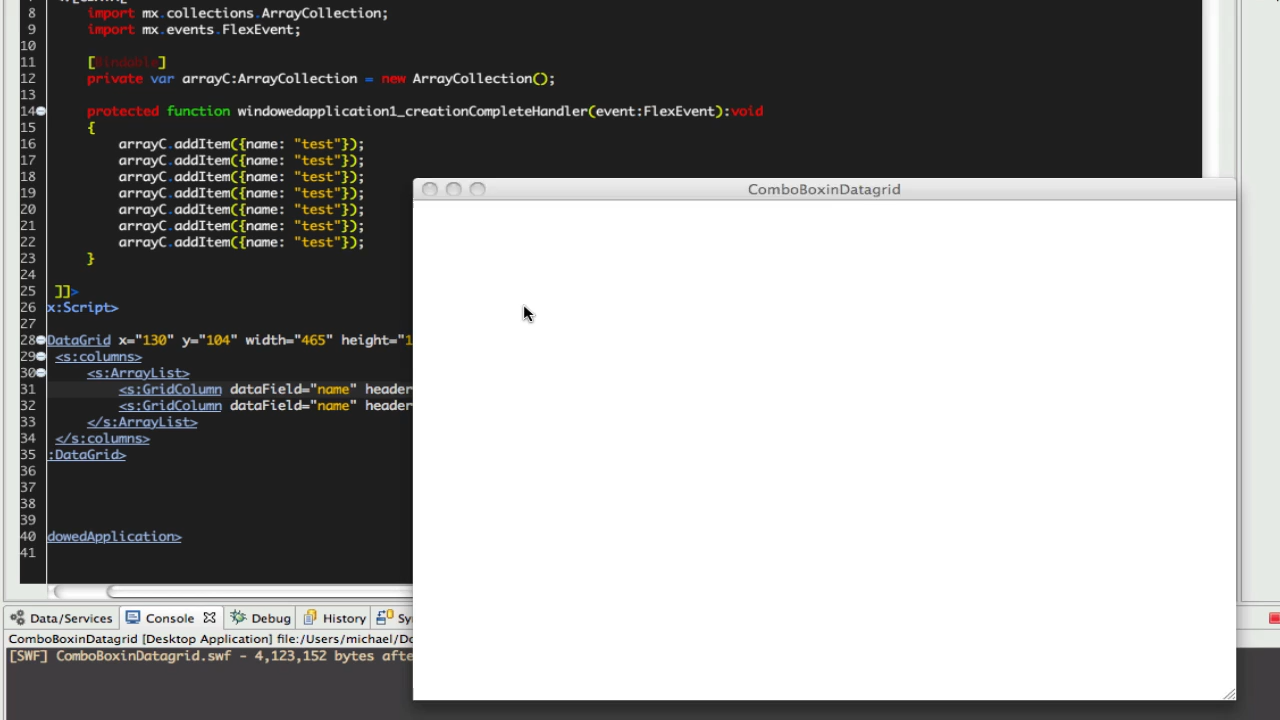 8 import mx.collections.ArrayCollection;
9 import mx.events.FlexEvent;
10
11 [Bindable]
12 private var arrayC:ArrayCollection = new ArrayCollection();
13
14 protected function windowedapplication1_creationCompleteHandler(event:FlexEvent):void
15 {
16 arrayC.addItem({name: "test"});
17 arrayC.addItem({name: "test"});
18 arrayC.addItem({name: "test"});
19 arrayC.addItem({name: "test"});
20 arrayC.addItem({name: "test"});
21 arrayC.addItem({name: "test"});
22 arrayC.addItem({name: "test"});
23 }
24
25 ]]>
26 x:Script>
27
28 DataGrid x="130" y="104" width="465" height="1
29 <s:columns>
30 <s:ArrayList>
31 <s:GridColumn dataField="name" header
32 <s:GridColumn dataField="name" header
33 </s:ArrayList>
34 </s:columns>
35 :DataGrid>
36
37
38
39
40 dowedApplication>
41
ComboBoxinDatagrid
Data/Services Console Debug History Sy
ComboBoxinDatagrid [Desktop Application] file:/Users/michael/Do
[SWF] ComboBoxinDatagrid.swf - 4,123,152 bytes afte